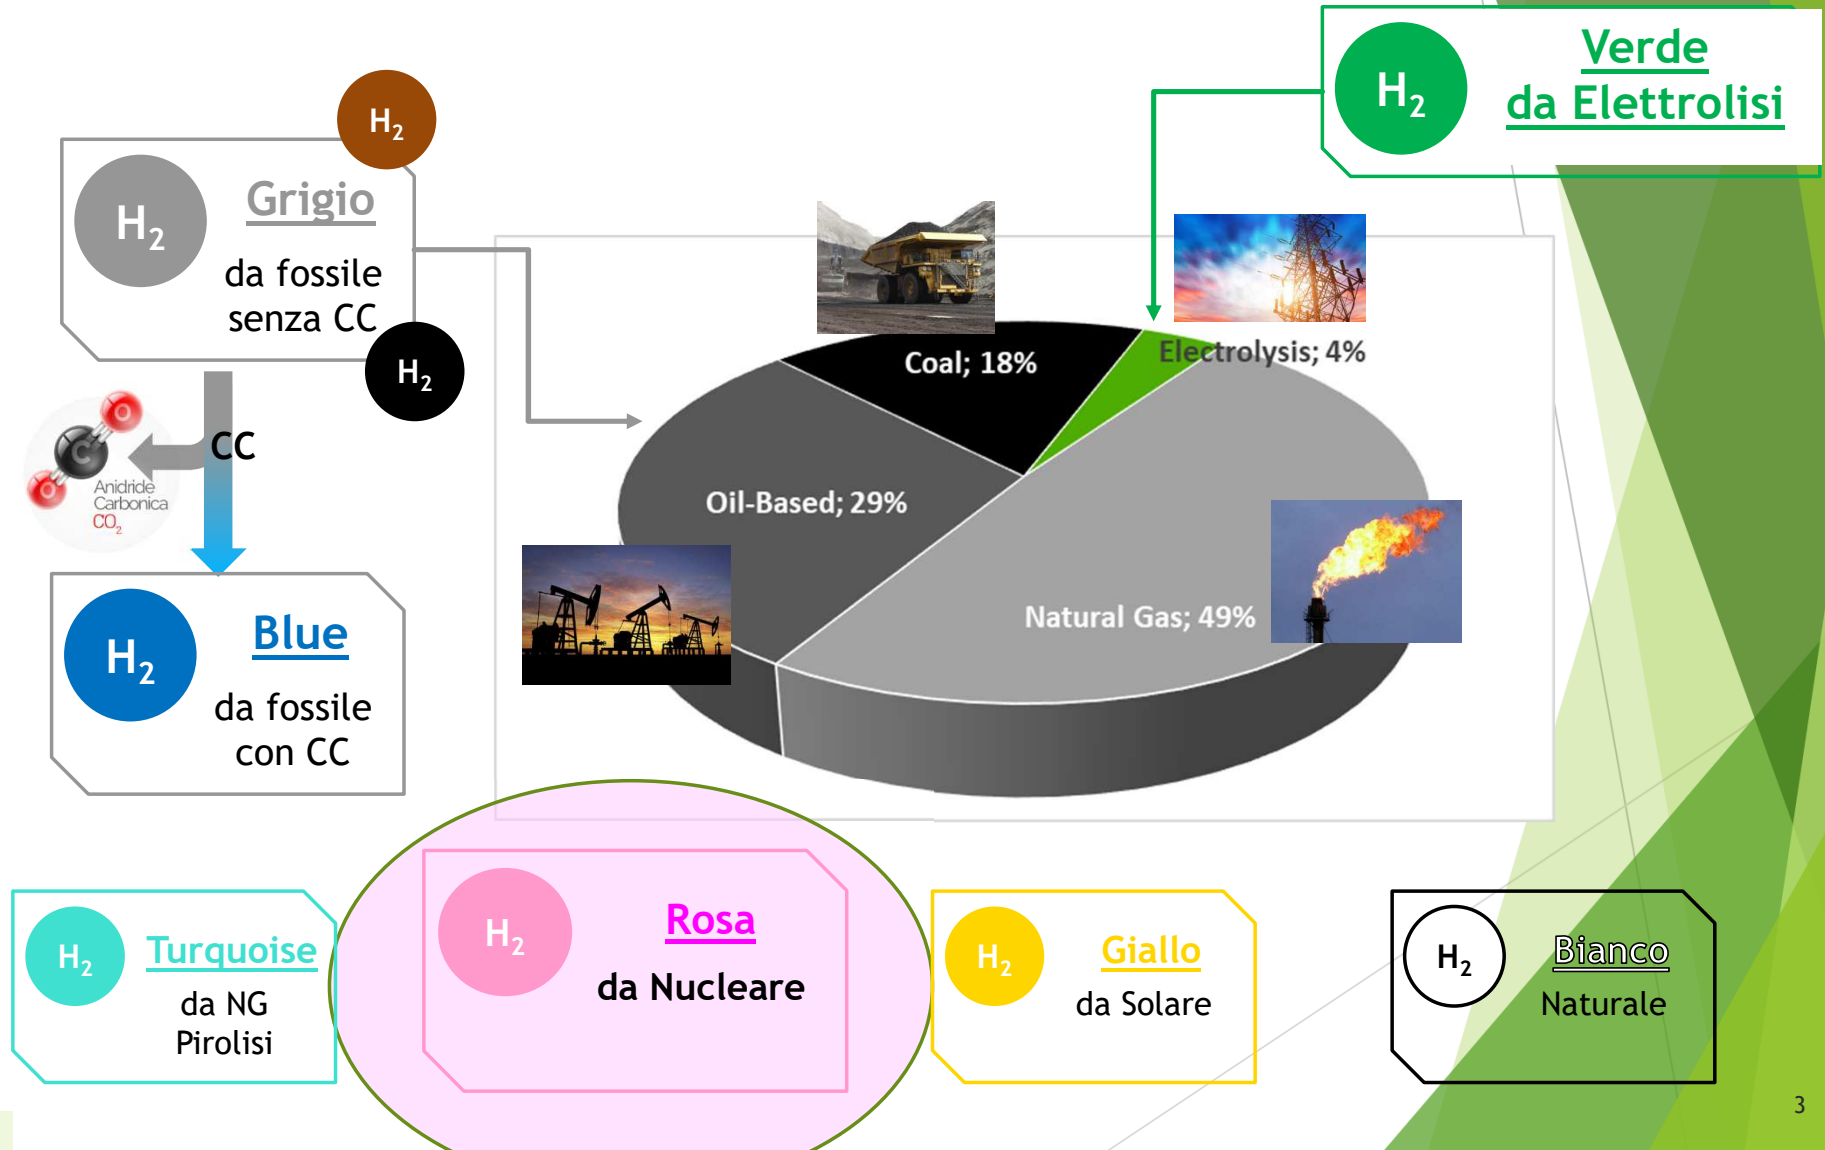 H2
Verde
da Elettrolisi
H2
H2
Grigio
da fossile
senza CC
H2
CC
C
O
O
Anidride
Carbonica
CO2
H2
Blue
da fossile
con CC
Coal; 18%
Electrolysis; 4%
Oil-Based; 29%
Natural Gas; 49%
H2
Turquoise
da NG
Pirolisi
H2
Rosa
da Nucleare
H2
Giallo
da Solare
H2
Bianco
Naturale
3